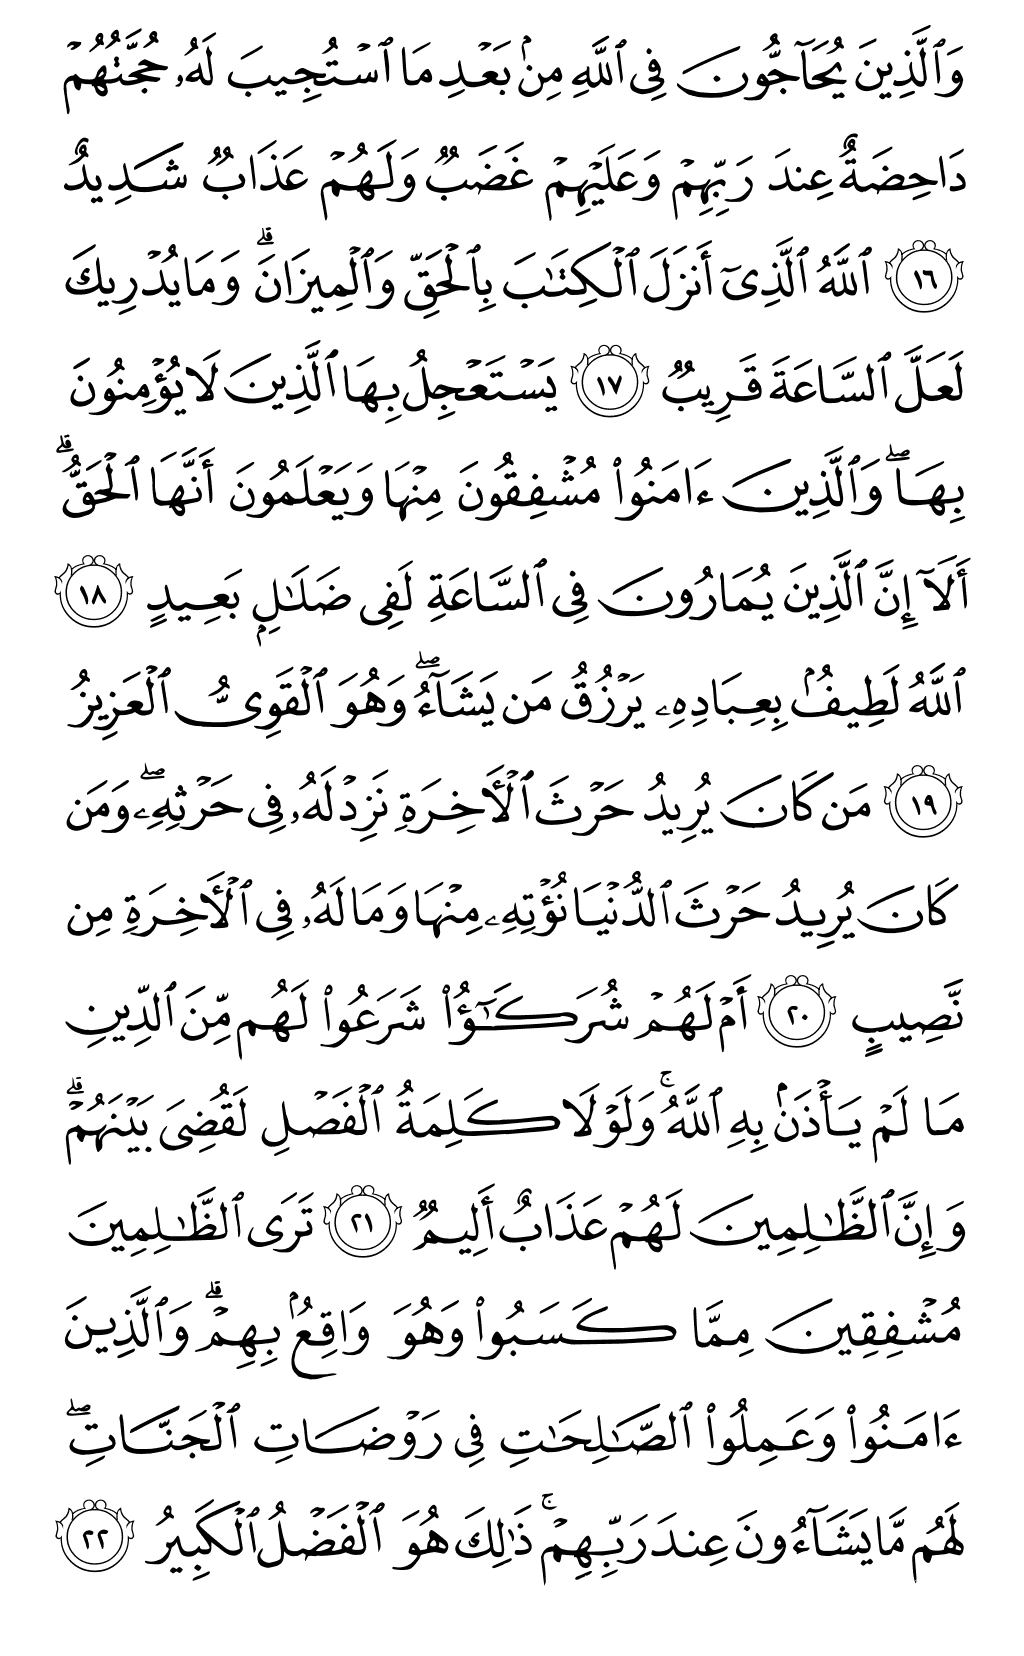 وَٱلَّذِينَ يُحَآجُّونَ فِى ٱللَّهِ مِنۢ بَعۡدِ مَا ٱسۡتُجِيبَ لَهُۥ حُجَّتُهُمۡ
دَاحِضَةٌ عِندَ رَبِّهِمۡ وَعَلَيۡهِمۡ غَضَبٞ وَلَهُمۡ عَذَابٞ شَدِيدٌ
١٦ ٱللَّهُ ٱلَّذِىٓ أَنزَلَ ٱلۡكِتَٰبَ بِٱلۡحَقِّ وَٱلۡمِيزَانَۗ وَمَا يُدۡرِيكَ
لَعَلَّ ٱلسَّاعَةَ قَرِيبٞ ١٧ يَسۡتَعۡجِلُ بِهَا ٱلَّذِينَ لَا يُؤۡمِنُونَ
بِهَاۖ وَٱلَّذِينَ ءَامَنُواْ مُشۡفِقُونَ مِنۡهَا وَيَعۡلَمُونَ أَنَّهَا ٱلۡحَقُّۗ
أَلَآ إِنَّ ٱلَّذِينَ يُمَارُونَ فِى ٱلسَّاعَةِ لَفِى ضَلَٰلِۭ بَعِيدٍ ١٨
ٱللَّهُ لَطِيفُۢ بِعِبَادِهِۦ يَرۡزُقُ مَن يَشَآءُۖ وَهُوَ ٱلۡقَوِىُّ ٱلۡعَزِيزُ
١٩ مَن كَانَ يُرِيدُ حَرۡثَ ٱلۡأٓخِرَةِ نَزِدۡ لَهُۥ فِى حَرۡثِهِۦۖ وَمَن
كَانَ يُرِيدُ حَرۡثَ ٱلدُّنۡيَا نُؤۡتِهِۦ مِنۡهَا وَمَا لَهُۥ فِى ٱلۡأٓخِرَةِ مِن
نَّصِيبٍ ٢٠ أَمۡ لَهُمۡ شُرَكَٰٓؤُاْ شَرَعُواْ لَهُم مِّنَ ٱلدِّينِ
مَا لَمۡ يَأۡذَنۢ بِهِ ٱللَّهُۚ وَلَوۡلَا كَلِمَةُ ٱلۡفَصۡلِ لَقُضِىَ بَيۡنَهُمۡۗ
وَإِنَّ ٱلظَّٰلِمِينَ لَهُمۡ عَذَابٌ أَلِيمٞ ٢١ تَرَى ٱلظَّٰلِمِينَ
مُشۡفِقِينَ مِمَّا كَسَبُواْ وَهُوَ وَاقِعُۢ بِهِمۡۗ وَٱلَّذِينَ
ءَامَنُواْ وَعَمِلُواْ ٱلصَّٰلِحَٰتِ فِى رَوۡضَاتِ ٱلۡجَنَّاتِۖ
لَهُم مَّا يَشَآءُونَ عِندَ رَبِّهِمۡۚ ذَٰلِكَ هُوَ ٱلۡفَضۡلُ ٱلۡكَبِيرُ ٢٢